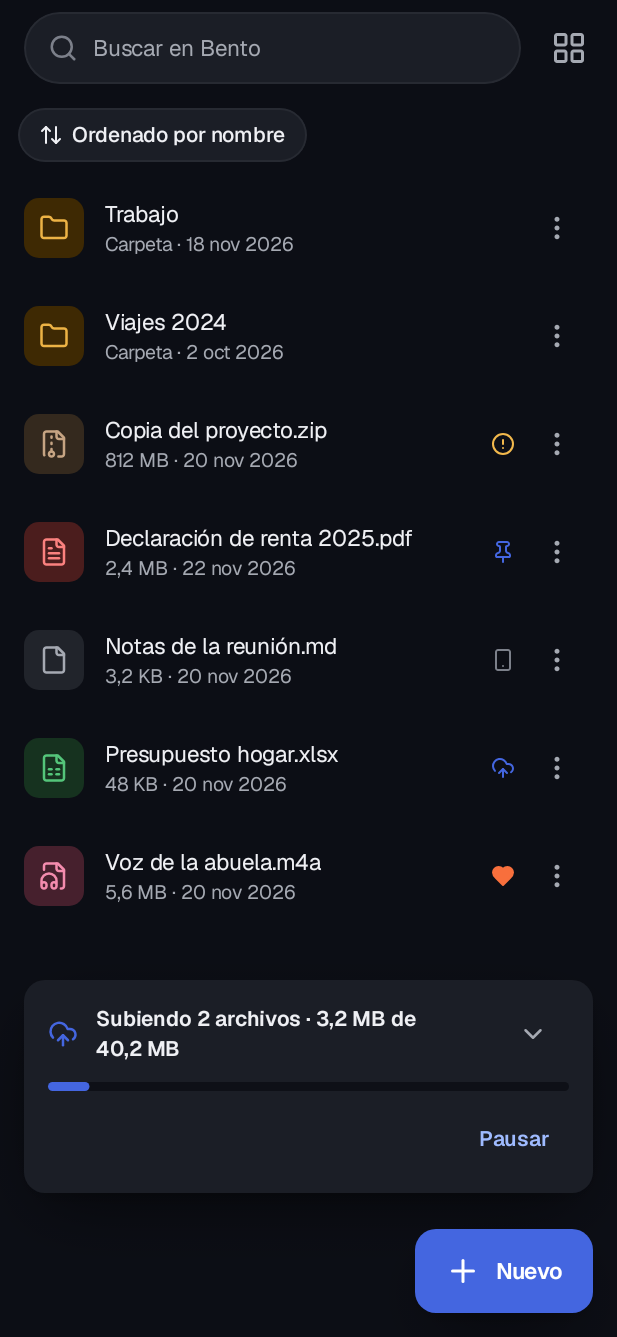 Buscar en Bento
Ordenado por nombre
Trabajo
Carpeta · 18 nov 2026
Viajes 2024
Carpeta · 2 oct 2026
Copia del proyecto.zip
812 MB · 20 nov 2026
Declaración de renta 2025.pdf
2,4 MB · 22 nov 2026
Notas de la reunión.md
3,2 KB · 20 nov 2026
Presupuesto hogar.xlsx
48 KB · 20 nov 2026
Voz de la abuela.m4a
5,6 MB · 20 nov 2026
Subiendo 2 archivos · 3,2 MB de
40,2 MB
Pausar
Nuevo